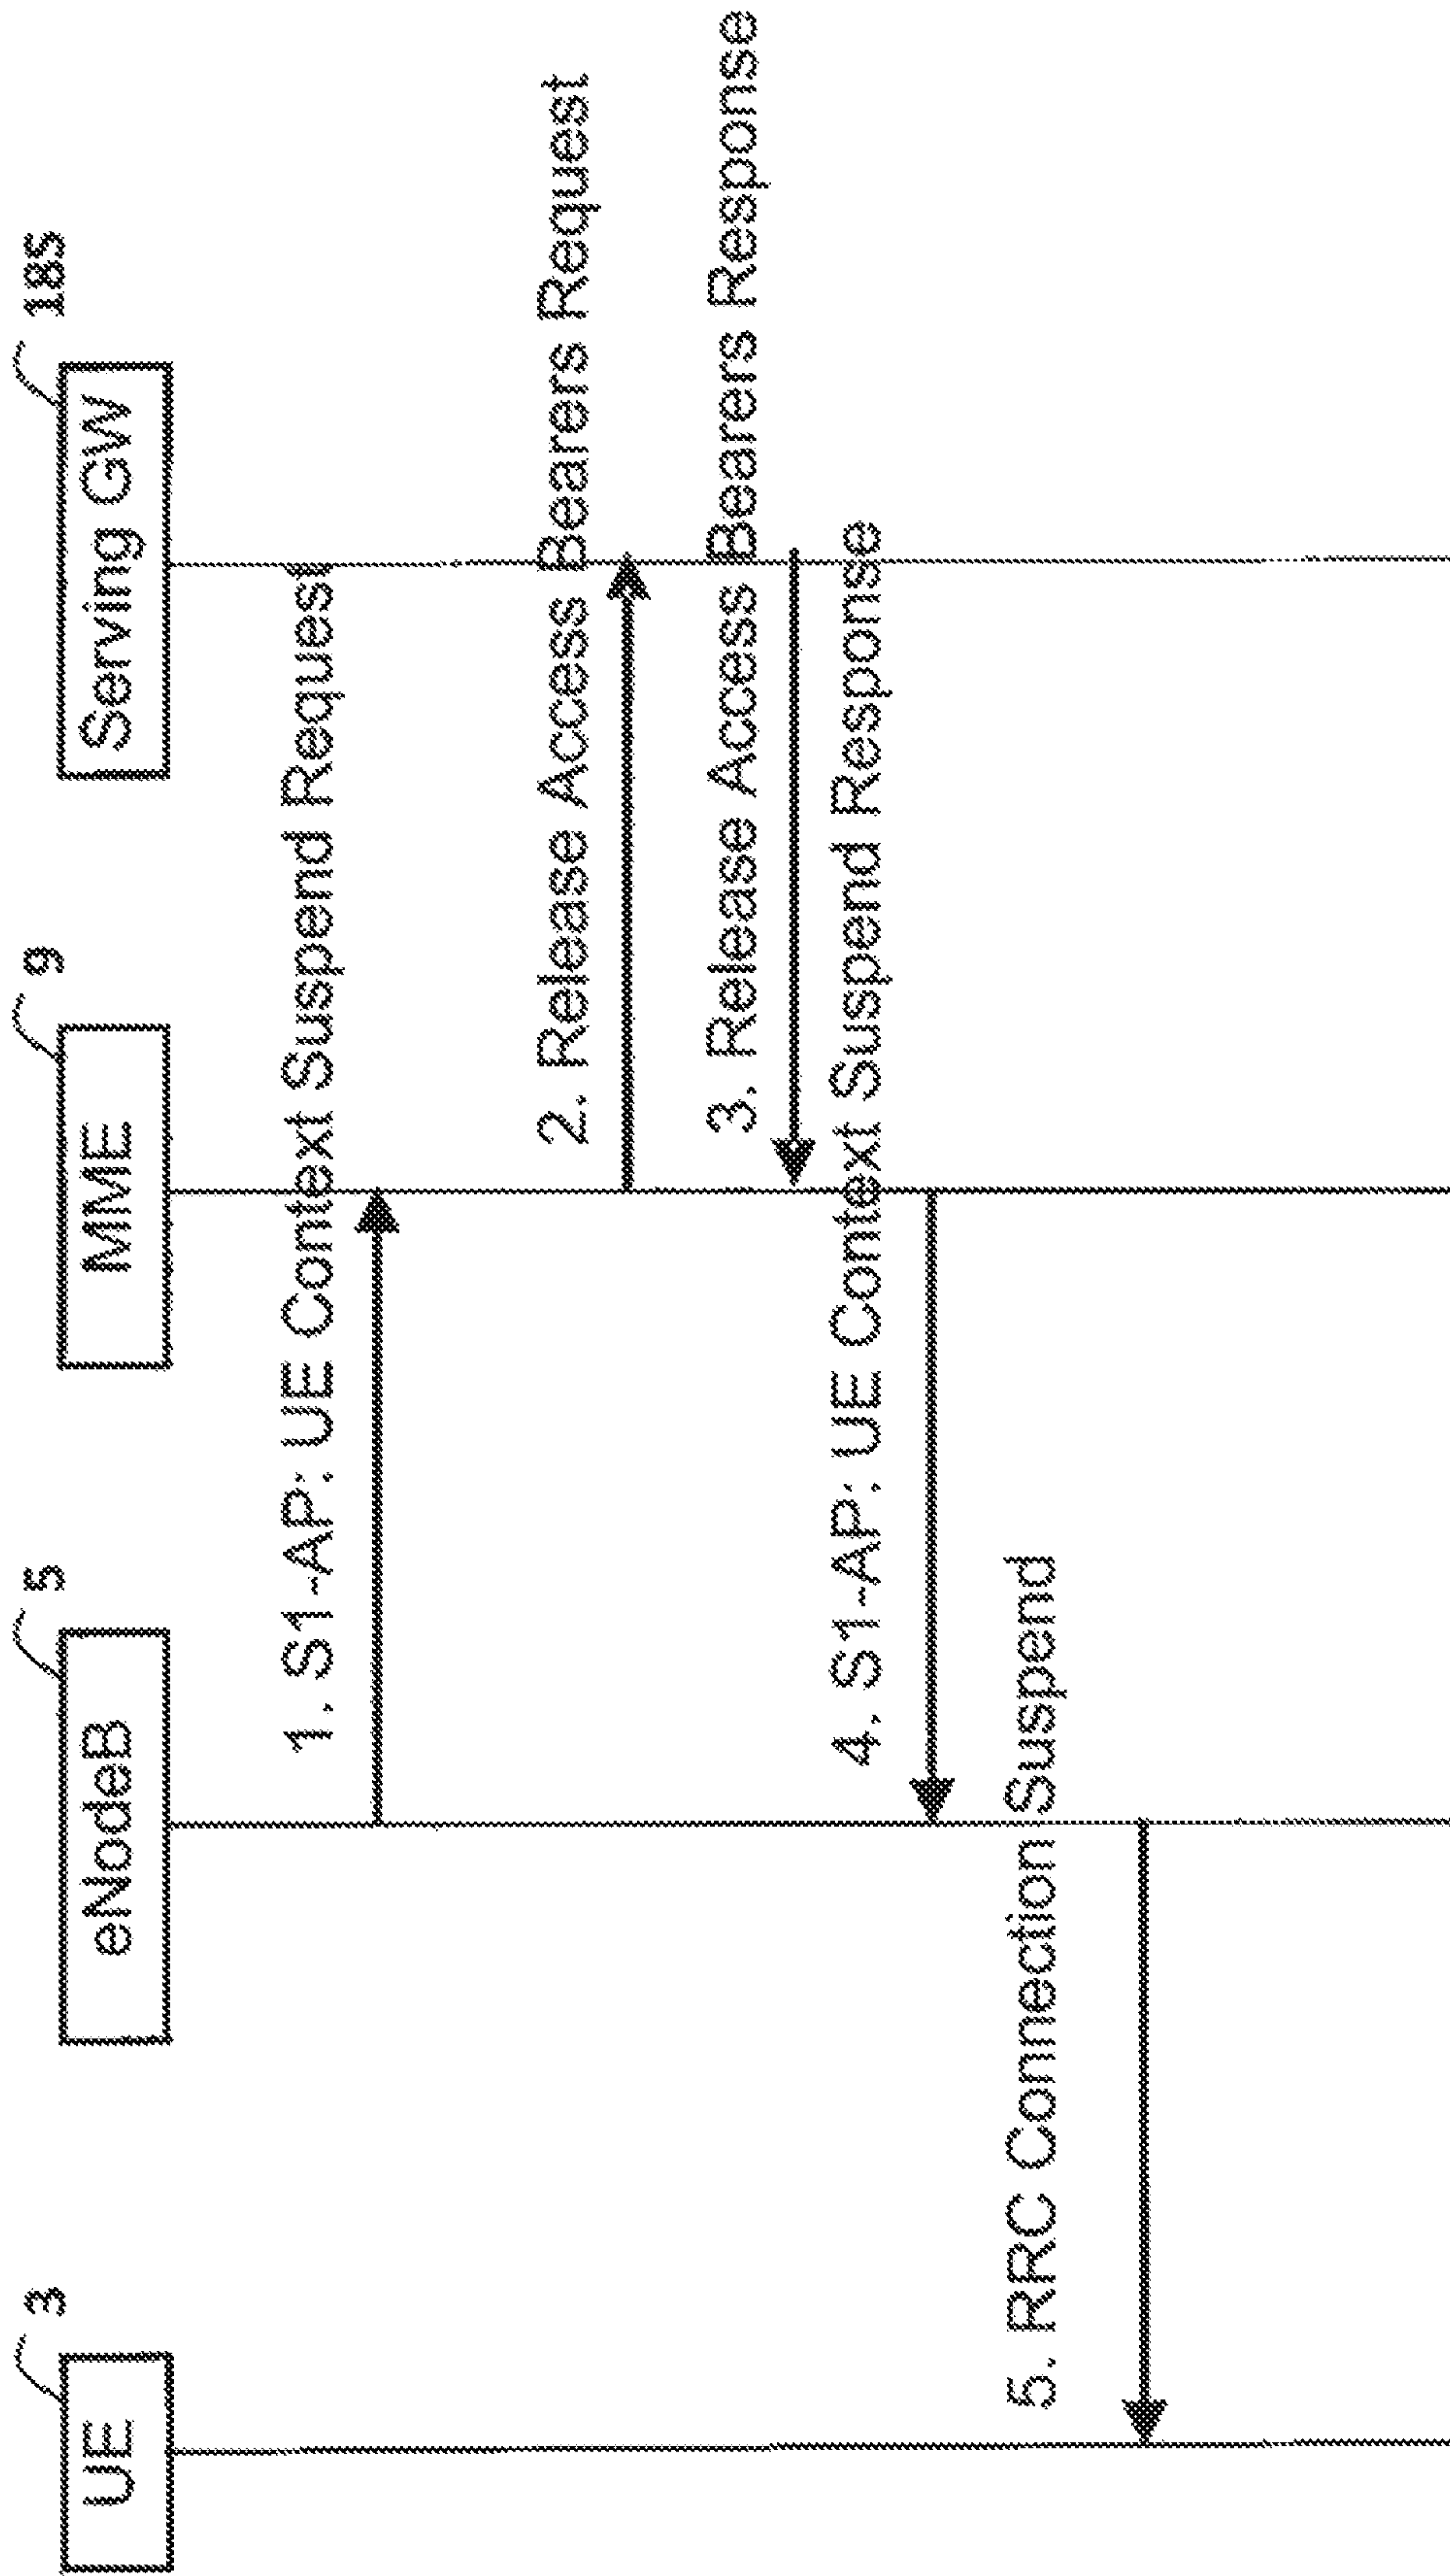 UE
3
eNodeB
5
MME
9
Serving GW
18S
1. S1-AP: UE Context Suspend Request
2. Release Access Bearers Request
3. Release Access Bearers Response
4. S1-AP: UE Context Suspend Response
5. RRC Connection Suspend